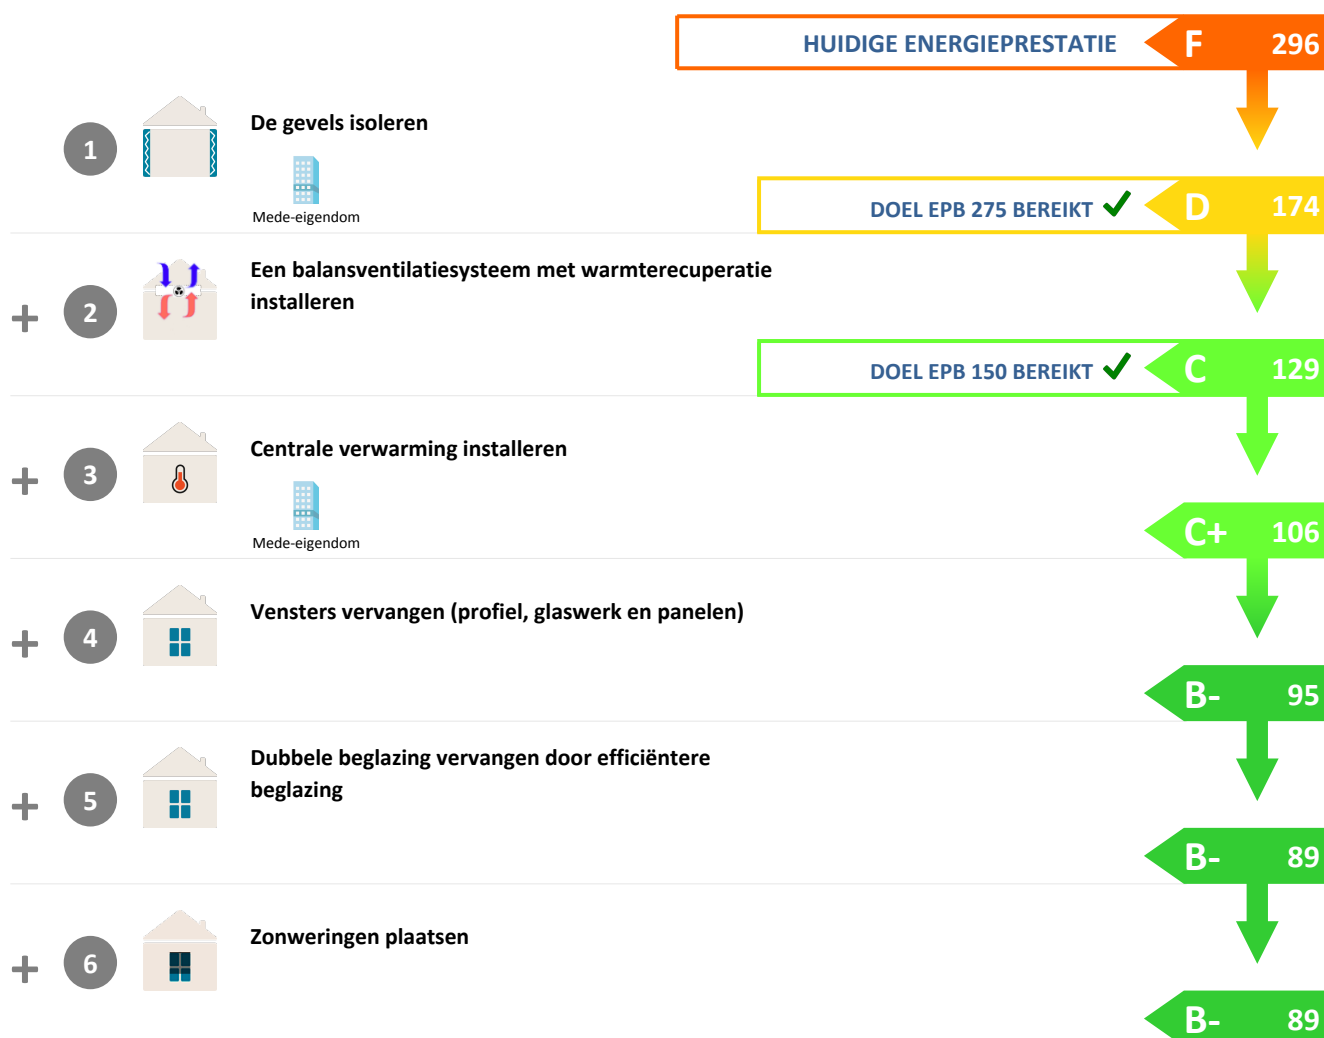 HUIDIGE ENERGIEPRESTATIE F 296
1 De gevels isoleren
Mede-eigendom
DOEL EPB 275 BEREIKT ✔ D 174
+ 2 Een balansventilatiesysteem met warmterecuperatie
installeren
DOEL EPB 150 BEREIKT ✔ C 129
+ 3 Centrale verwarming installeren
Mede-eigendom
C+ 106
+ 4 Vensters vervangen (profiel, glaswerk en panelen)
B- 95
+ 5 Dubbele beglazing vervangen door efficiëntere
beglazing
B- 89
+ 6 Zonweringen plaatsen
B- 89